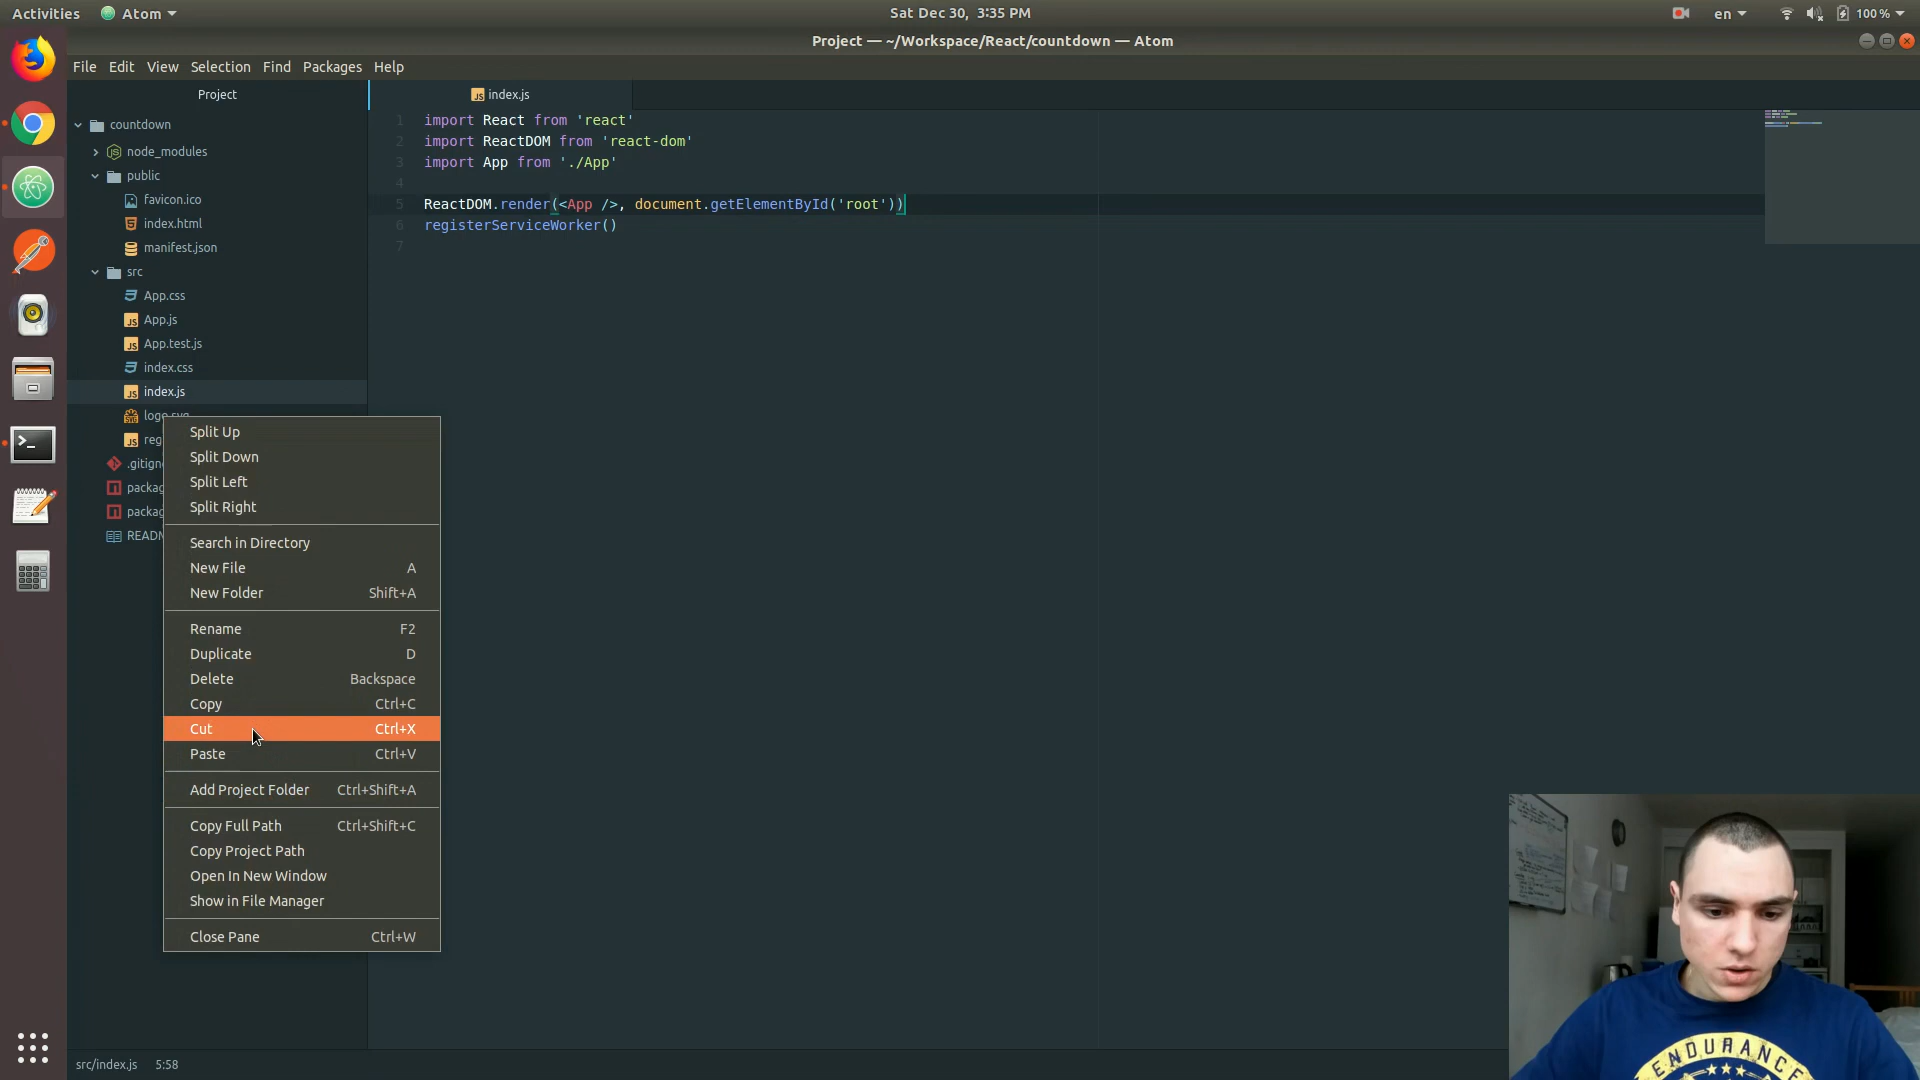 Activities
Atom
Sat Dec 30, 3:35 PM
en
100 %
Project — ~/Workspace/React/countdown — Atom
File Edit View Selection Find Packages Help
Project
index.js
countdown
node_modules
public
favicon.ico
index.html
manifest.json
src
App.css
App.js
App.test.js
index.css
index.js
logo.svg
reg
.gitign
packag
packag
READM
1 import React from 'react'
2 import ReactDOM from 'react-dom'
3 import App from './App'
4
5 ReactDOM.render(<App />, document.getElementById('root'))
6 registerServiceWorker()
7
Split Up
Split Down
Split Left
Split Right
Search in Directory
New File A
New Folder Shift+A
Rename F2
Duplicate D
Delete Backspace
Copy Ctrl+C
Cut Ctrl+X
Paste Ctrl+V
Add Project Folder Ctrl+Shift+A
Copy Full Path Ctrl+Shift+C
Copy Project Path
Open In New Window
Show in File Manager
Close Pane Ctrl+W
src/index.js 5:58
ENDURANCE